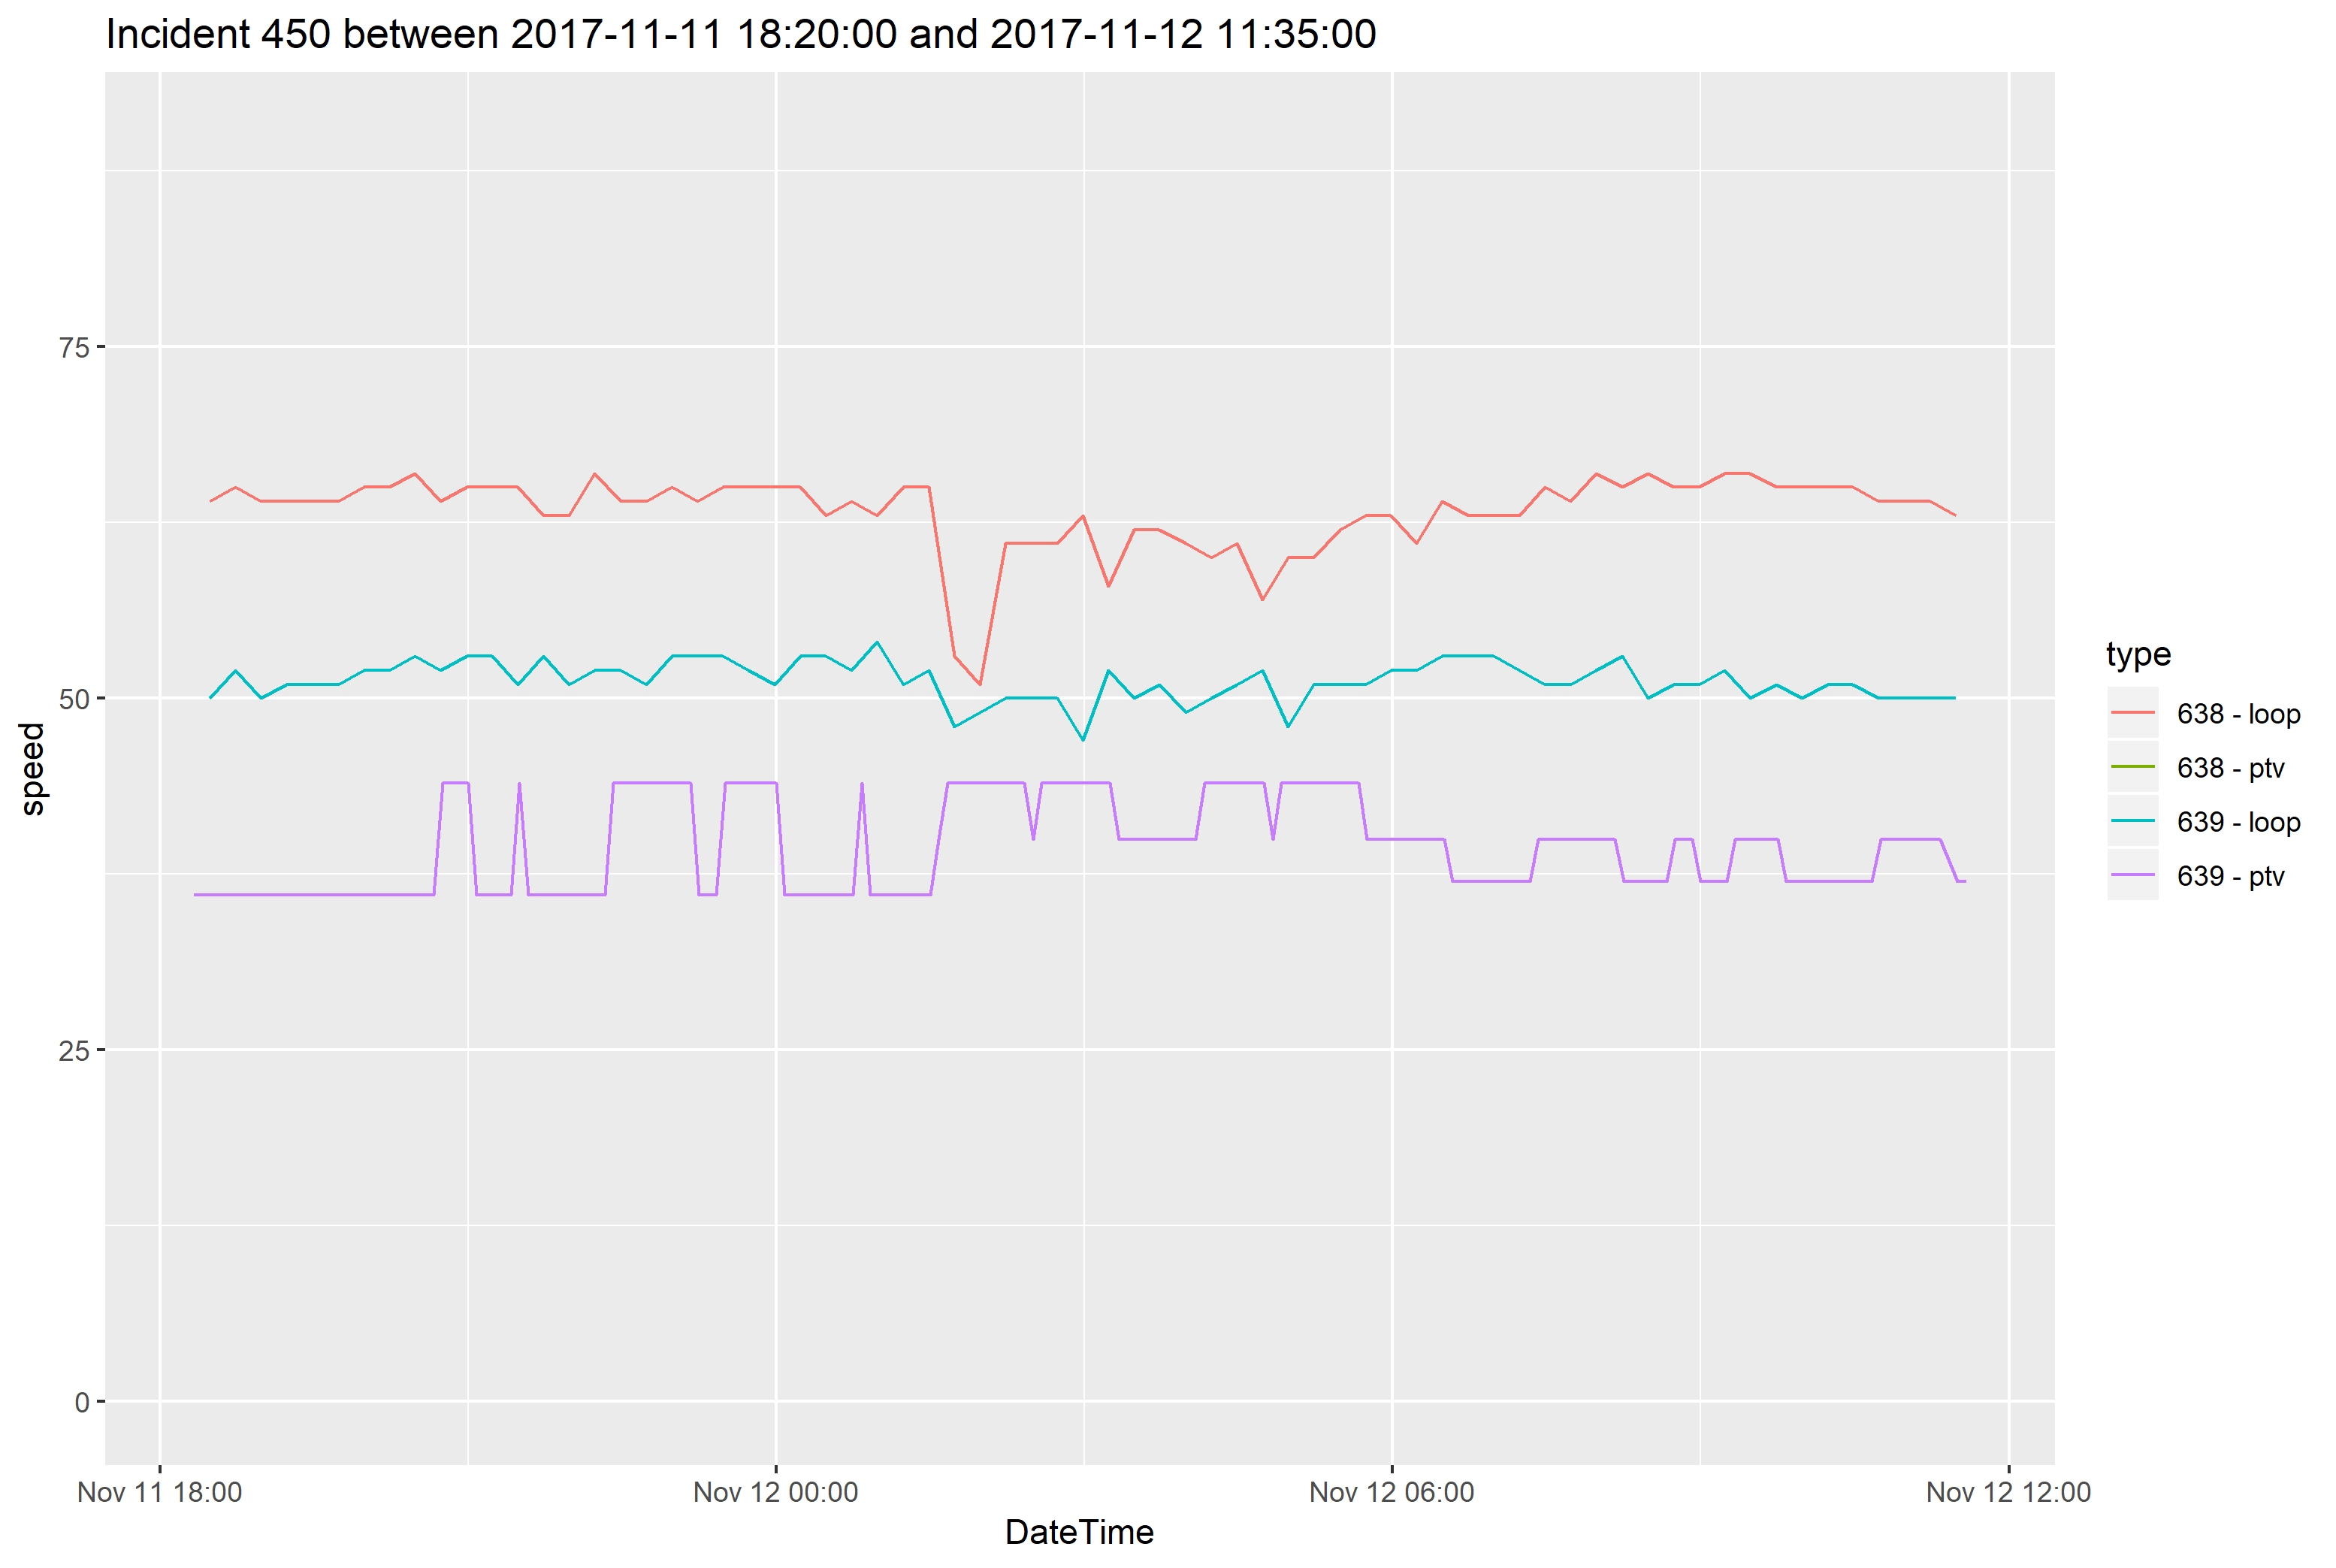 Incident 450 between 2017-11-11 18:20:00 and 2017-11-12 11:35:00
75
50
25
0
speed
Nov 11 18:00
Nov 12 00:00
Nov 12 06:00
Nov 12 12:00
DateTime
type
638 - loop
638 - ptv
639 - loop
639 - ptv